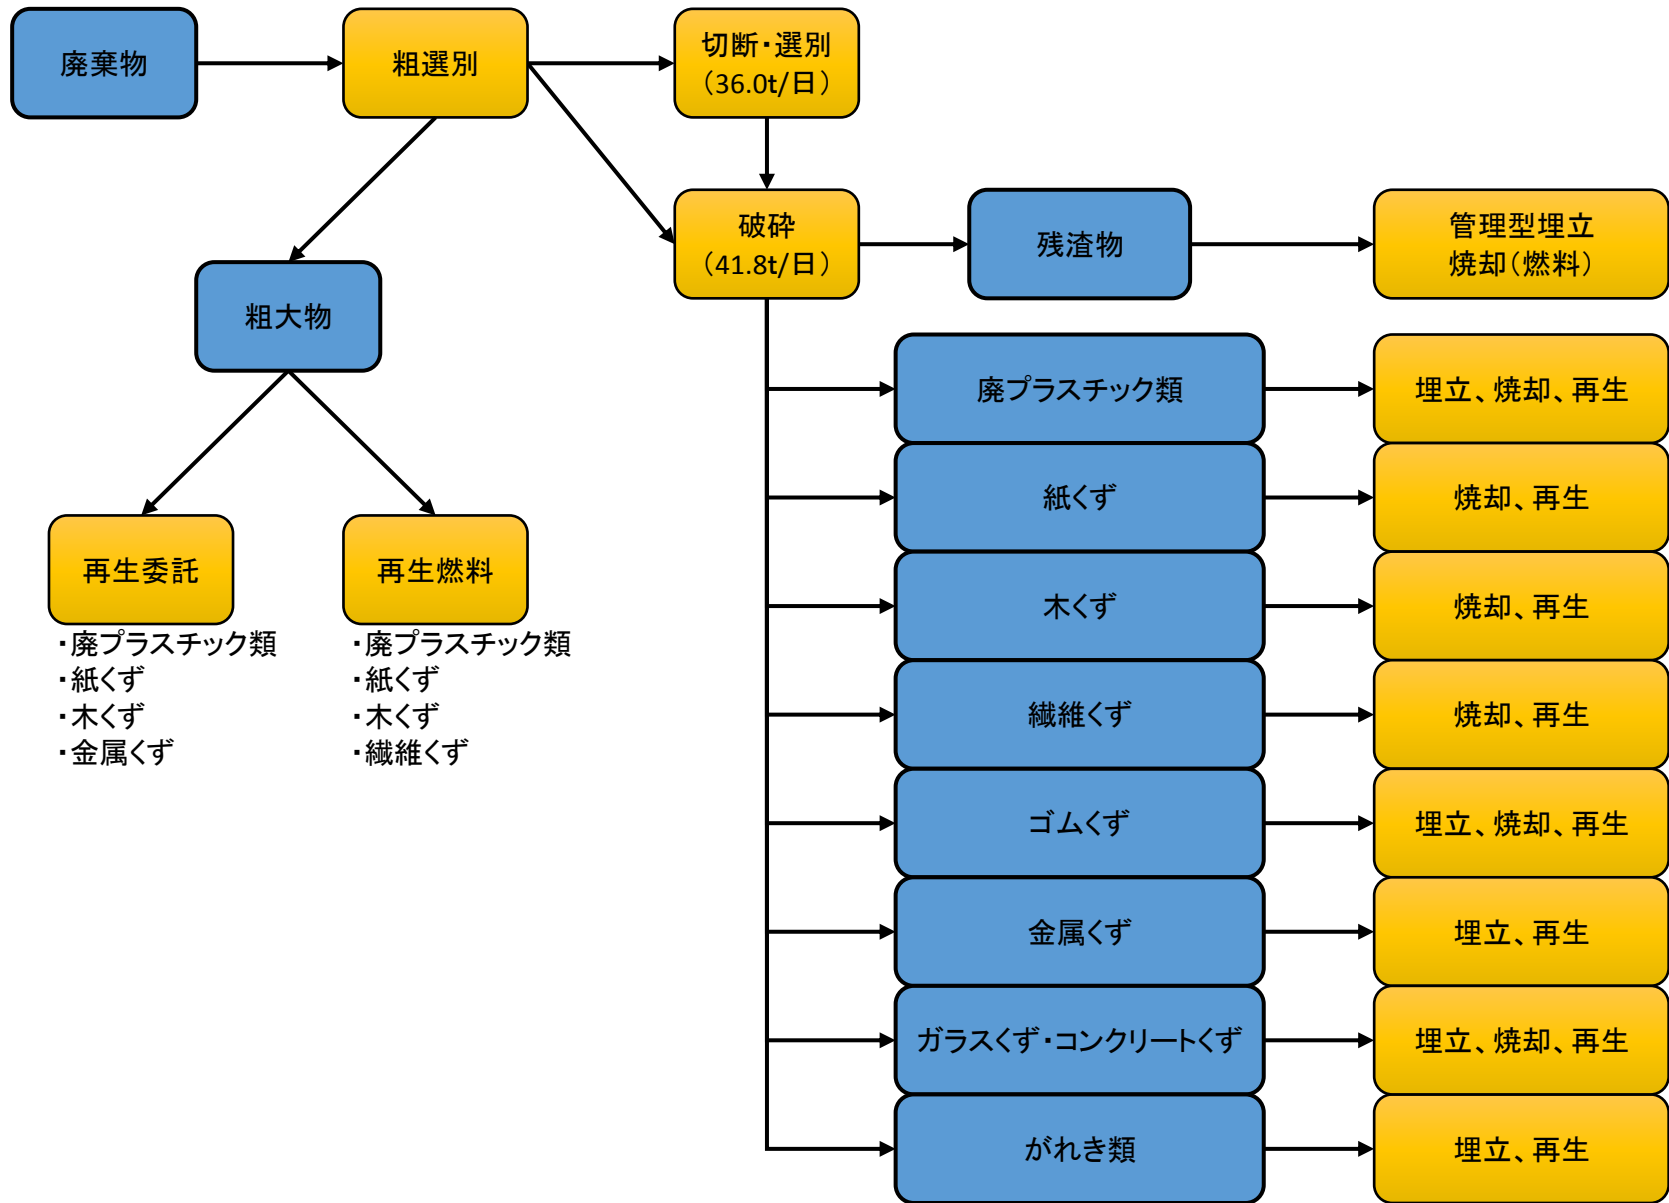 廃棄物
粗選別
切断・選別
（36.0t/日）
破砕
（41.8t/日）
残渣物
管理型埋立
焼却（燃料）
粗大物
再生委託
・廃プラスチック類
・紙くず
・木くず
・金属くず
再生燃料
・廃プラスチック類
・紙くず
・木くず
・繊維くず
廃プラスチック類
埋立、焼却、再生
紙くず
焼却、再生
木くず
焼却、再生
繊維くず
焼却、再生
ゴムくず
埋立、焼却、再生
金属くず
埋立、再生
ガラスくず・コンクリートくず
埋立、焼却、再生
がれき類
埋立、再生